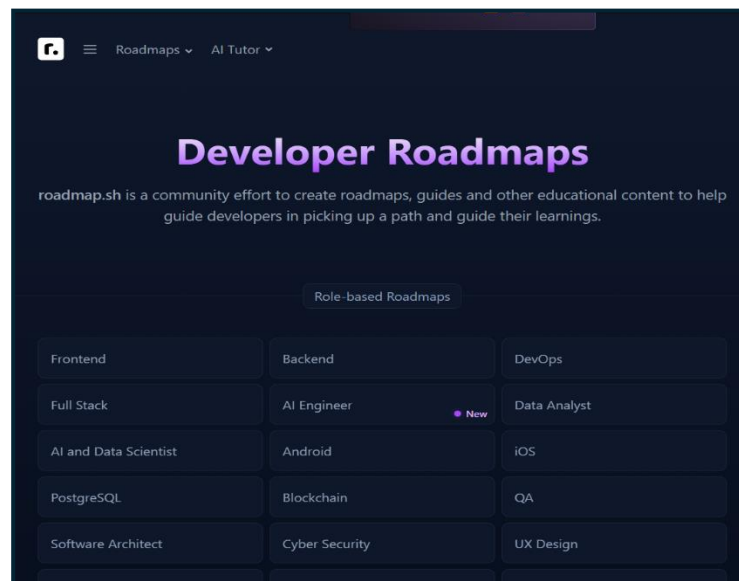 r.
Roadmaps AI Tutor
Developer Roadmaps
roadmap.sh is a community effort to create roadmaps, guides and other educational content to help
guide developers in picking up a path and guide their learnings.
Role-based Roadmaps
Frontend Backend DevOps
Full Stack AI Engineer New Data Analyst
AI and Data Scientist Android iOS
PostgreSQL Blockchain QA
Software Architect Cyber Security UX Design